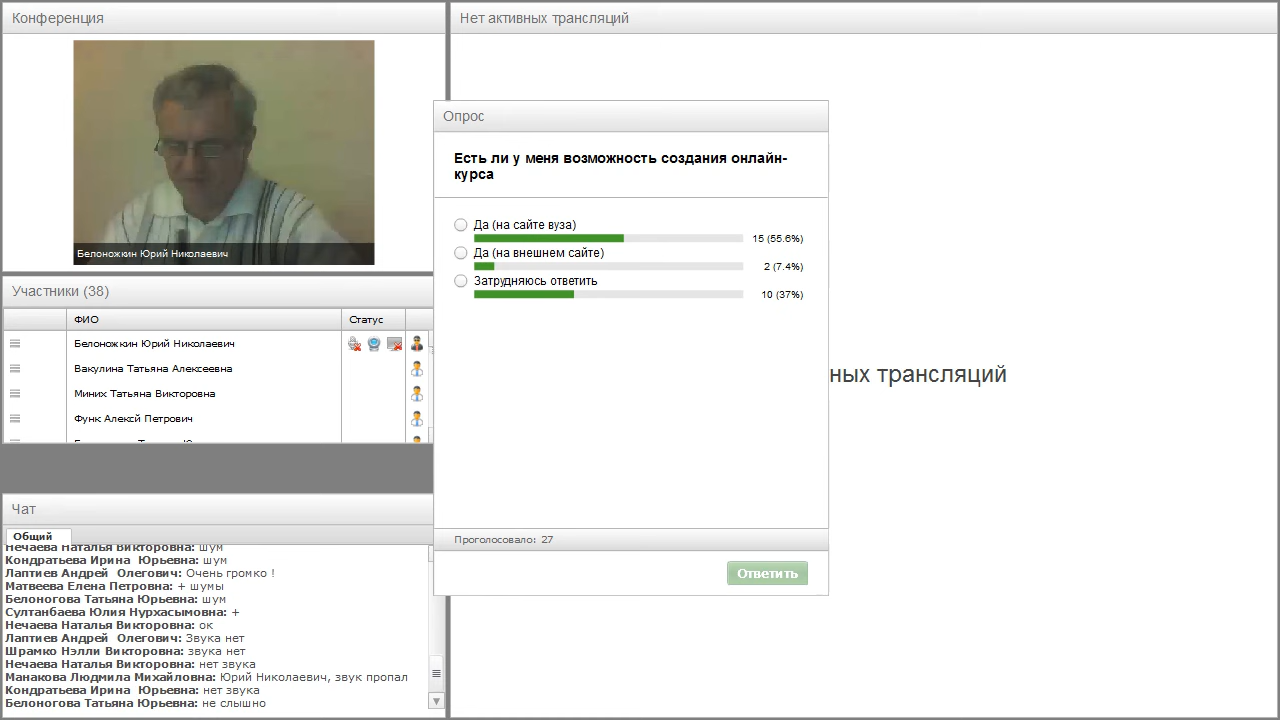 Конференция
Белоножкин Юрий Николаевич
Участники (38)
ФИО
Статус
Белоножкин Юрий Николаевич
Вакулина Татьяна Алексеевна
Миних Татьяна Викторовна
Функ Алексй Петрович
Чат
Общий
Нечаева Наталья Викторовна: шум
Кондратьева Ирина Юрьевна: шум
Лаптиев Андрей Олегович: Очень громко !
Матвеева Елена Петровна: + шумы
Белоногова Татьяна Юрьевна: шум
Султанбаева Юлия Нурхасымовна: +
Нечаева Наталья Викторовна: ок
Лаптиев Андрей Олегович: Звука нет
Шрамко Нэлли Викторовна: звука нет
Нечаева Наталья Викторовна: нет звука
Манакова Людмила Михайловна: Юрий Николаевич, звук пропал
Кондратьева Ирина Юрьевна: нет звука
Белоногова Татьяна Юрьевна: не слышно
Нет активных трансляций
Опрос
Есть ли у меня возможность создания онлайн-
курса
Да (на сайте вуза)
15 (55.6%)
Да (на внешнем сайте)
2 (7.4%)
Затрудняюсь ответить
10 (37%)
Проголосовало: 27
Ответить
ных трансляций